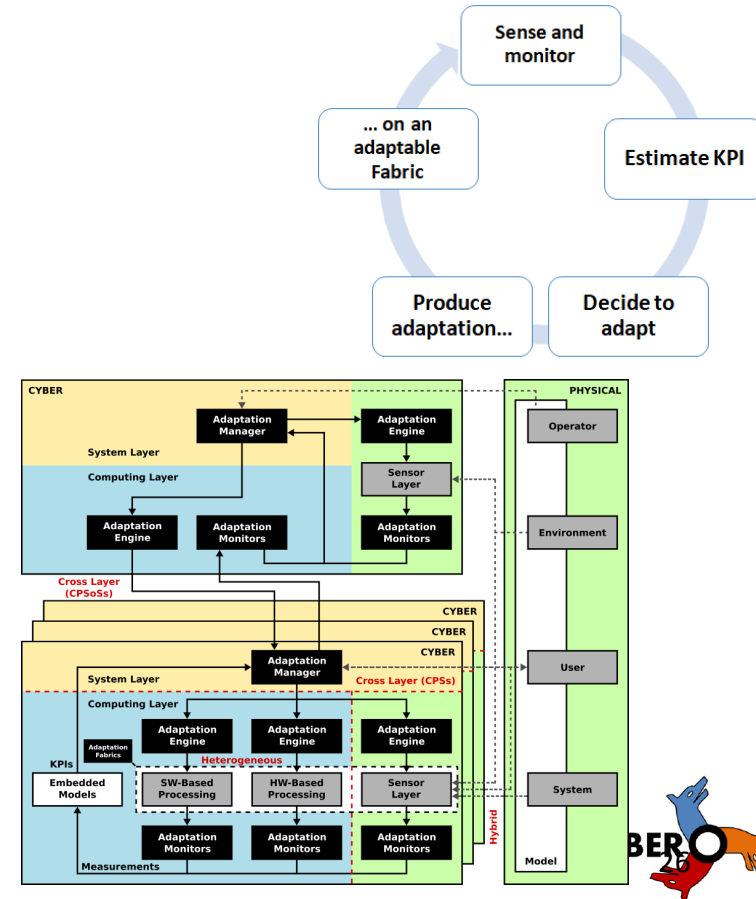 Sense and
monitor
... on an
adaptable
Fabric
Estimate KPI
Produce
adaptation...
Decide to
adapt
CYBER
PHYSICAL
Adaptation
Manager
Adaptation
Engine
Operator
System Layer
Computing Layer
Sensor
Layer
Adaptation
Engine
Adaptation
Monitors
Adaptation
Monitors
Environment
Cross Layer
(CPSoSs)
CYBER
CYBER
CYBER
Adaptation
Manager
User
System Layer
Cross Layer (CPSs)
Computing Layer
Adaptation
Engine
Adaptation
Engine
Adaptation
Engine
Adaptation
Fabrics
Heterogeneous
KPIs
Embedded
Models
SW-Based
Processing
HW-Based
Processing
Sensor
Layer
System
Hybrid
Adaptation
Monitors
Adaptation
Monitors
Adaptation
Monitors
Measurements
Model
BER
26